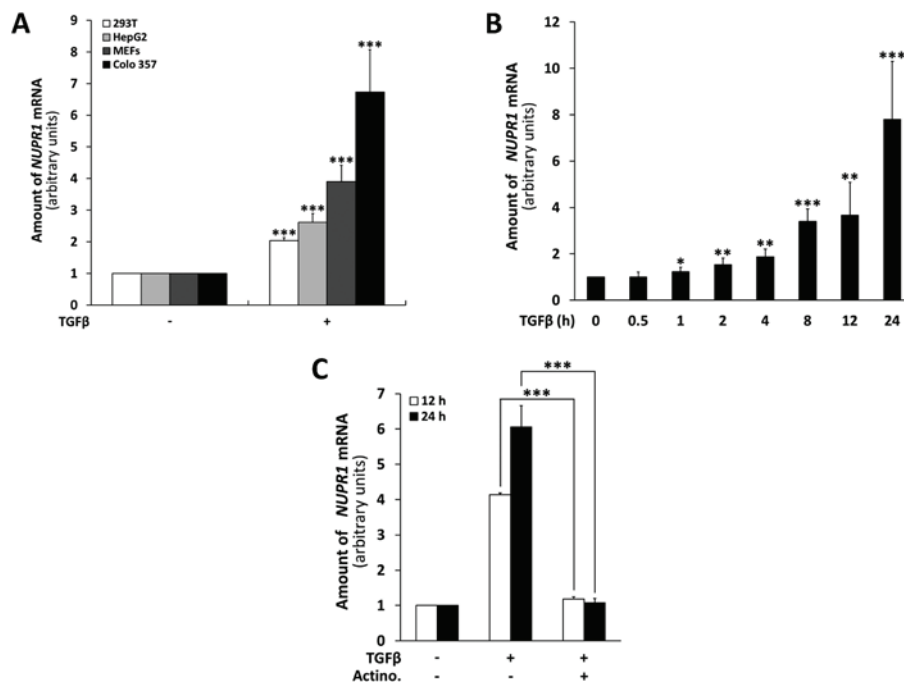 A
293T
HepG2
MEFs
Colo 357
Amount of NUPR1 mRNA
(arbitrary units)
9
8
7
6
5
4
3
2
1
0
***
***
***
***
TGFβ - +
B
Amount of NUPR1 mRNA
(arbitrary units)
12
10
8
6
4
2
0
*
**
**
***
**
***
TGFβ (h) 0 0.5 1 2 4 8 12 24
C
12 h
24 h
Amount of NUPR1 mRNA
(arbitrary units)
7
6
5
4
3
2
1
0
***
***
TGFβ - + +
Actino. - - +